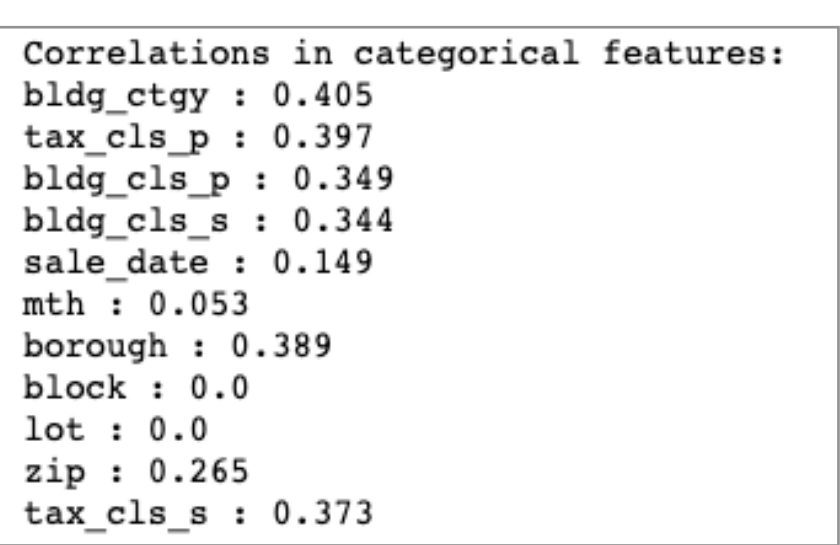 Correlations in categorical features:
bldg_ctgy : 0.405
tax_cls_p : 0.397
bldg_cls_p : 0.349
bldg_cls_s : 0.344
sale_date : 0.149
mth : 0.053
borough : 0.389
block : 0.0
lot : 0.0
zip : 0.265
tax_cls_s : 0.373